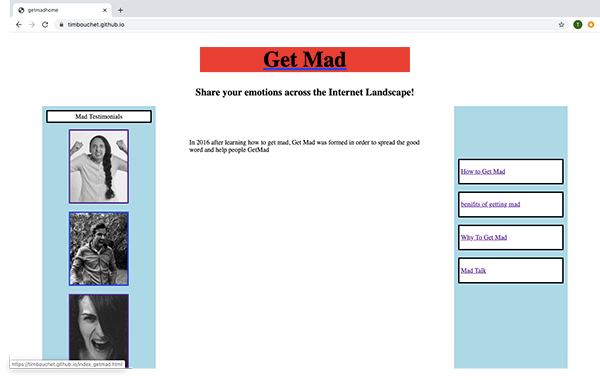 getmadhome
timbouchet.github.io
T
Get Mad
Share your emotions across the Internet Landscape!
Mad Testimonials
In 2016 after learning how to get mad, Get Mad was formed in order to spread the good
word and help people GetMad
How to Get Mad
benifits of getting mad
Why To Get Mad
Mad Talk
https://timbouchet.github.io/index_getmad.html